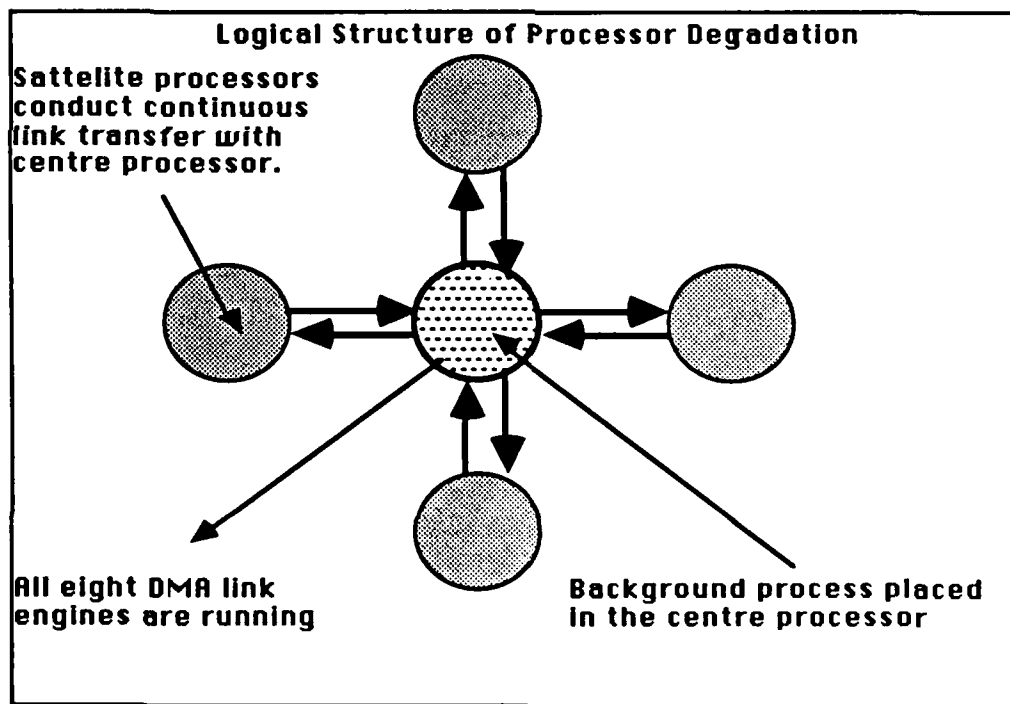 Logical Structure of Processor Degradation
Sattelite processors
conduct continuous
link transfer with
centre processor.
All eight DMA link
engines are running
Background process placed
in the centre processor